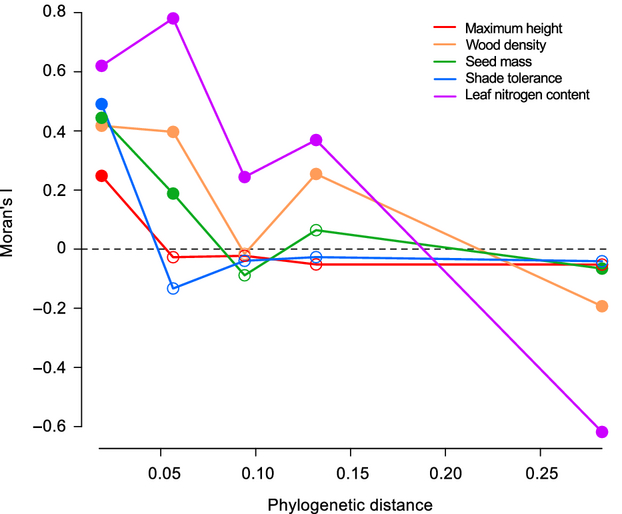 Maximum height
Wood density
Seed mass
Shade tolerance
Leaf nitrogen content
Moran's I
0.8
0.6
0.4
0.2
0
–0.2
–0.4
–0.6
0.05 0.10 0.15 0.20 0.25
Phylogenetic distance